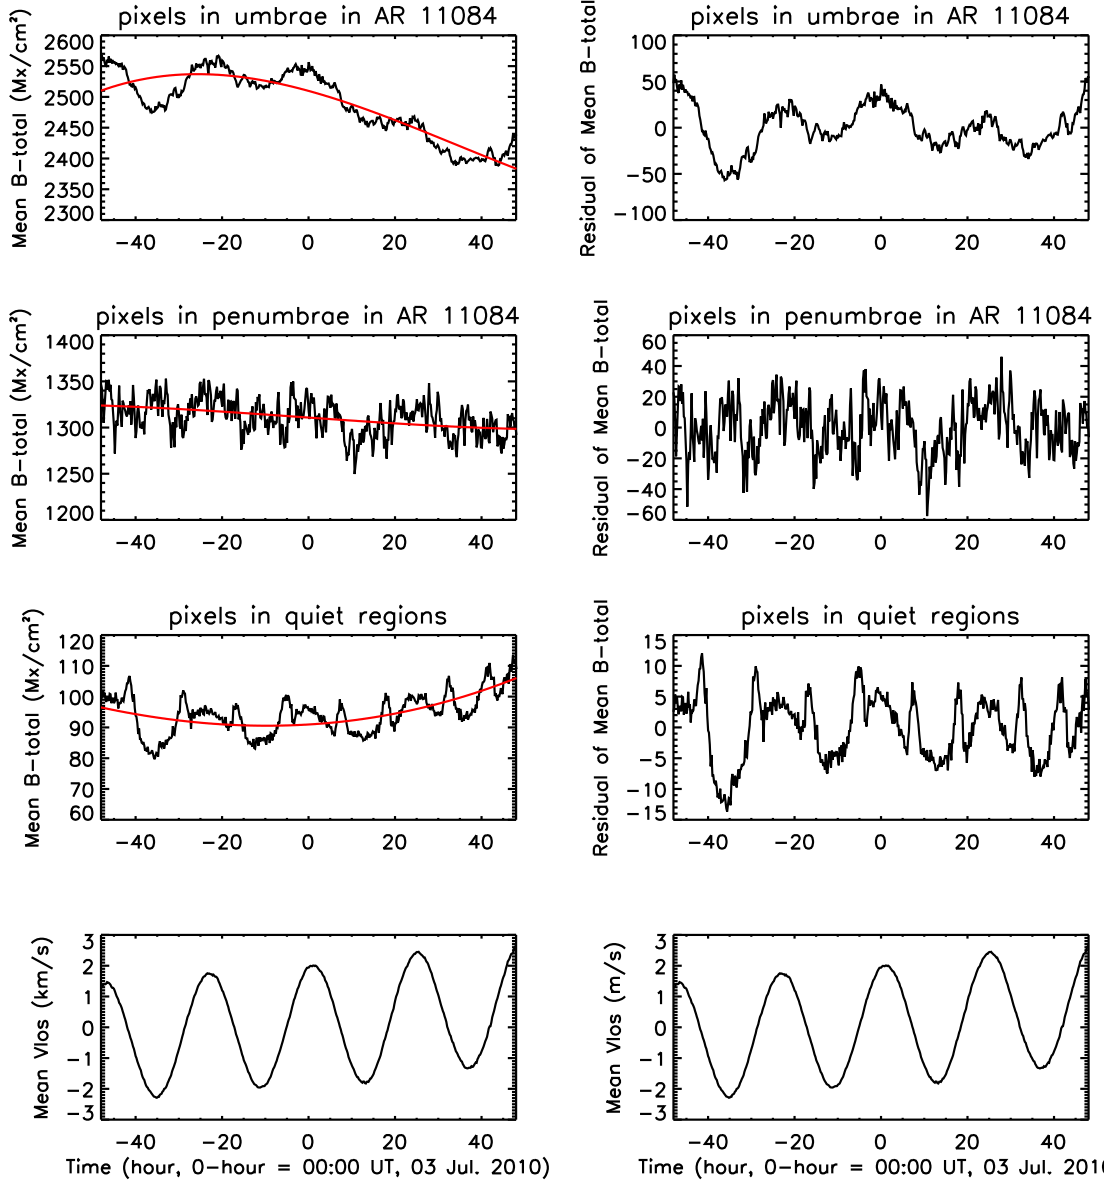 pixels in umbrae in AR 11084
Mean B-total (Mx/cm²)
2600
2550
2500
2450
2400
2350
2300
-40 -20 0 20 40
pixels in umbrae in AR 11084
Residual of Mean B-total
100
50
0
-50
-100
-40 -20 0 20 40
pixels in penumbrae in AR 11084
Mean B-total (Mx/cm²)
1400
1350
1300
1250
1200
-40 -20 0 20 40
pixels in penumbrae in AR 11084
Residual of Mean B-total
60
40
20
0
-20
-40
-60
-40 -20 0 20 40
pixels in quiet regions
Mean B-total (Mx/cm²)
120
110
100
90
80
70
60
-40 -20 0 20 40
pixels in quiet regions
Residual of Mean B-total
15
10
5
0
-5
-10
-15
-40 -20 0 20 40
Mean Vlos (km/s)
3
2
1
0
-1
-2
-3
-40 -20 0 20 40
Time (hour, 0-hour = 00:00 UT, 03 Jul. 2010)
Mean Vlos (m/s)
3
2
1
0
-1
-2
-3
-40 -20 0 20 40
Time (hour, 0-hour = 00:00 UT, 03 Jul. 201